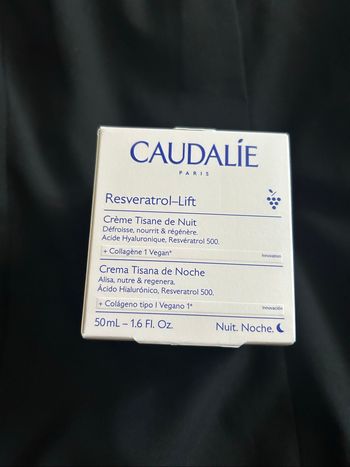 CAUDALÍE
PARIS
Resveratrol–Lift
Crème Tisane de Nuit
Défroisse, nourrit & régénère.
Acide Hyaluronique, Resvératrol 500.
+ Collagène 1 Vegan*
Innovation
Crema Tisana de Noche
Alisa, nutre & regenera.
Ácido Hialurónico, Resveratrol 500.
+ Colágeno tipo I Vegano 1*
Innovación
50 mL – 1.6 Fl. Oz.
Nuit. Noche.